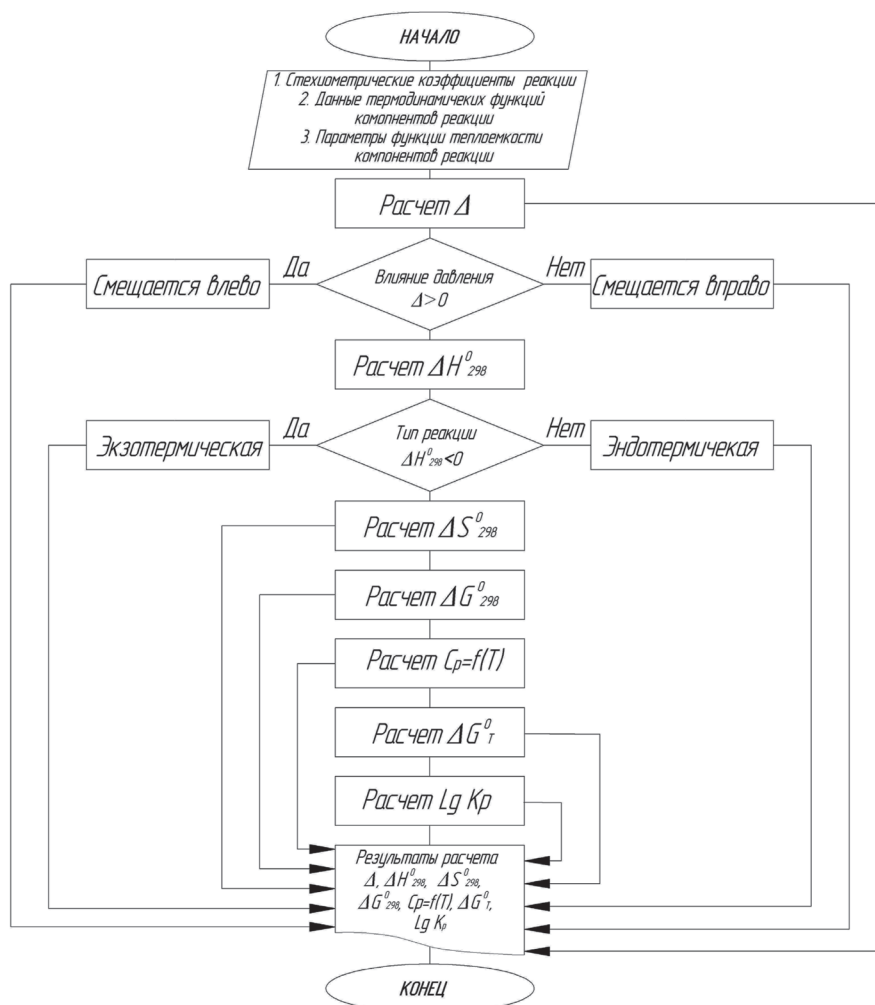 НАЧАЛО
1. Стехиометрические коэффициенты реакции
2. Данные термодинамичеких функций
комопнентов реакции
3. Параметры функции теплоемкости
компонентов реакции
Расчет Δ
Да
Влияние давления
Δ>0
Нет
Смещается влево
Смещается вправо
Расчет ΔH⁰₂₉₈
Да
Тип реакции
ΔH⁰₂₉₈<0
Нет
Экзотермическая
Эндотермичекая
Расчет ΔS⁰₂₉₈
Расчет ΔG⁰₂₉₈
Расчет Cp=f(T)
Расчет ΔG⁰T
Расчет Lg Kp
Результаты расчета
Δ, ΔH⁰₂₉₈, ΔS⁰₂₉₈,
ΔG⁰₂₉₈, Cp=f(T), ΔG⁰T,
Lg Kp
КОНЕЦ